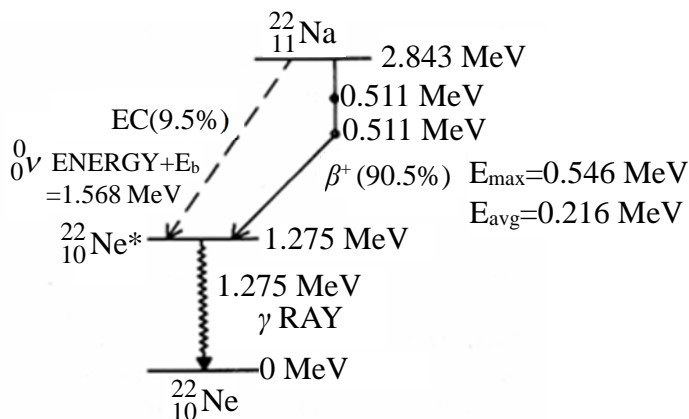 ²²₁₁Na
2.843 MeV
0.511 MeV
EC(9.5%)
0.511 MeV
⁰₀ν ENERGY+E_b
=1.568 MeV
β⁺ (90.5%) E_max=0.546 MeV
E_avg=0.216 MeV
²²₁₀Ne*
1.275 MeV
1.275 MeV
γ RAY
0 MeV
²²₁₀Ne